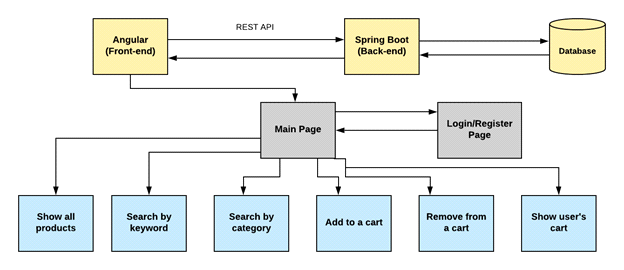 REST API
Angular
(Front-end)
Spring Boot
(Back-end)
Database
Main Page
Login/Register
Page
Show all
products
Search by
keyword
Search by
category
Add to a cart
Remove from
a cart
Show user's
cart